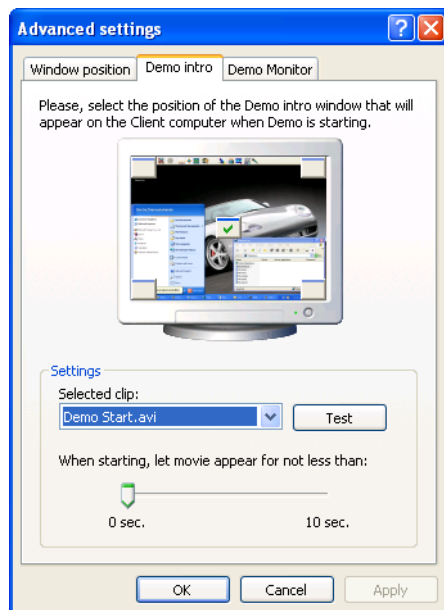 Advanced settings
Window position Demo intro Demo Monitor
Please, select the position of the Demo intro window that will
appear on the Client computer when Demo is starting.
Settings
Selected clip:
Demo Start.avi Test
When starting, let movie appear for not less than:
0 sec. 10 sec.
OK Cancel Apply